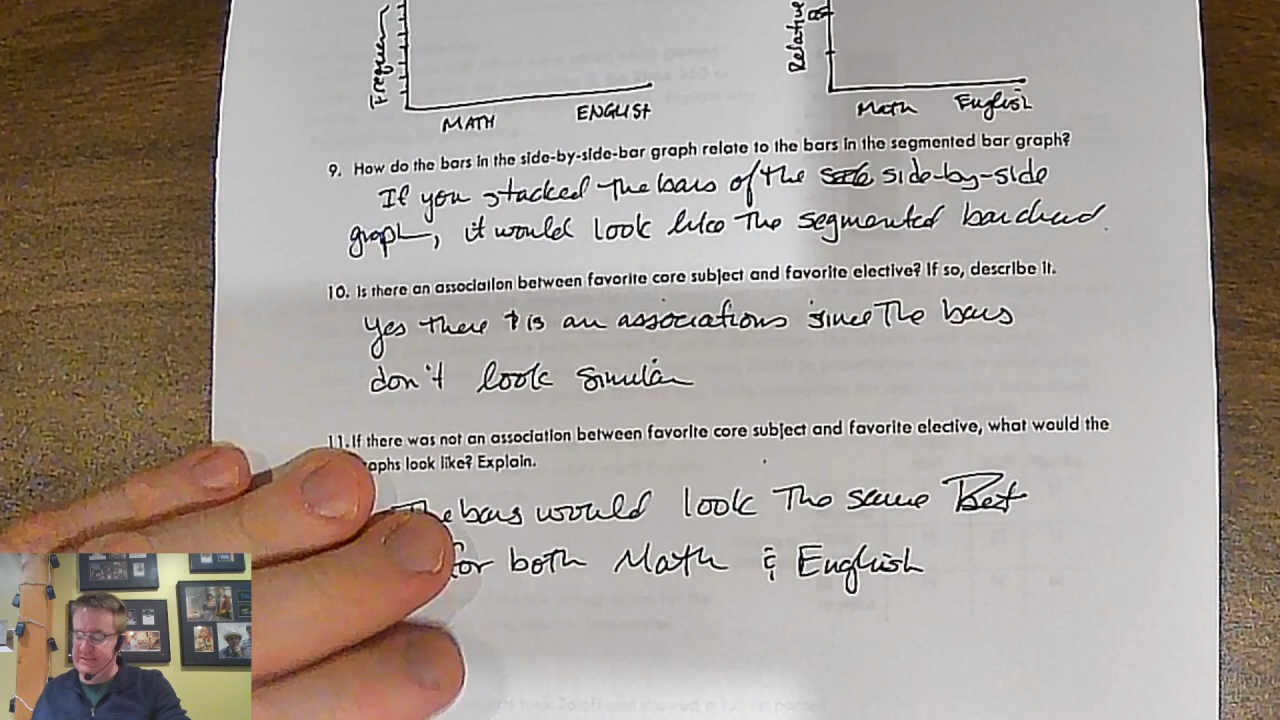 Frequen
Relative
MATH
ENGLISH
Math
English
9. How do the bars in the side-by-side-bar graph relate to the bars in the segmented bar graph?
If you stacked the bars of the side-by-side
graph, it would look like the segmented bar
10. Is there an association between favorite core subject and favorite elective? If so, describe it.
Yes there is an associations since the bars
don't look similar
11. If there was not an association between favorite core subject and favorite elective, what would the
aphs look like? Explain.
The bars would look the same
for both Math & English